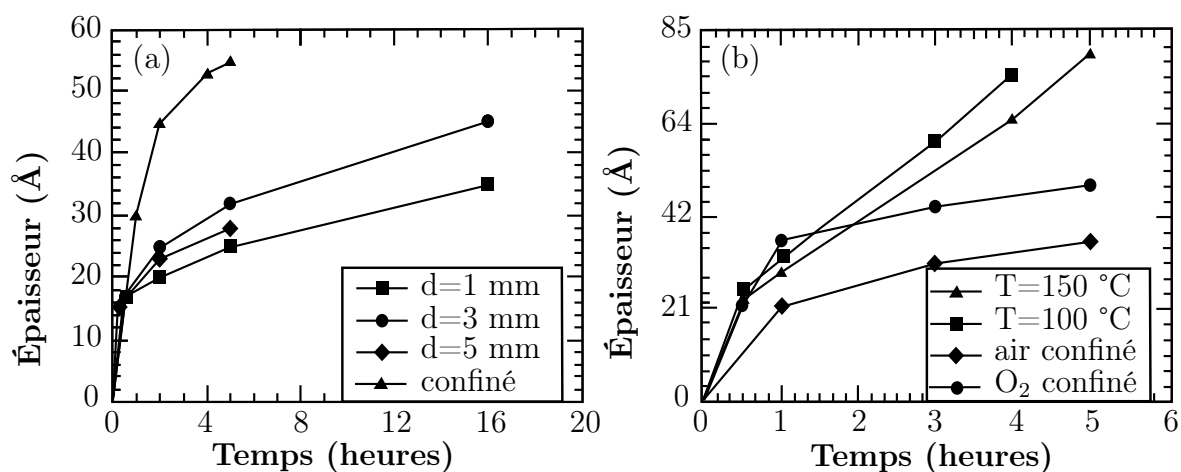 (a)
60
50
40
30
20
10
0
Épaisseur (Å)
0 4 8 12 16 20
Temps (heures)
d=1 mm
d=3 mm
d=5 mm
confiné
(b)
85
64
42
21
0
Épaisseur (Å)
0 1 2 3 4 5 6
Temps (heures)
T=150 °C
T=100 °C
air confiné
O₂ confiné